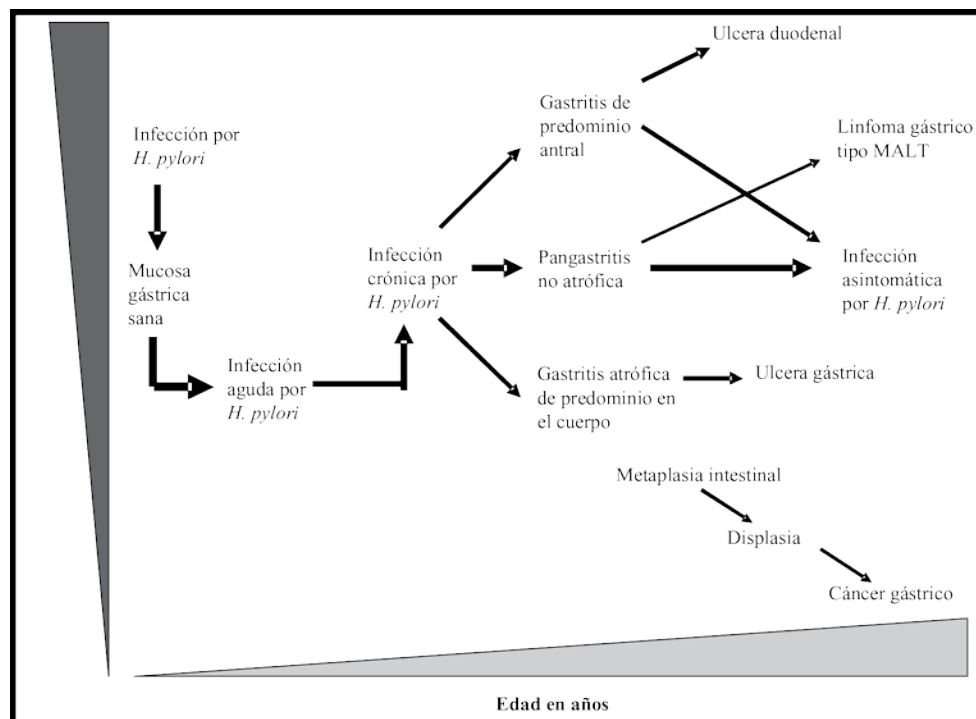 Ulcera duodenal
Infección por
H. pylori
Gastritis de
predominio
antral
Linfoma gástrico
tipo MALT
Mucosa
gástrica
sana
Infección
crónica por
H. pylori
Pangastritis
no atrófica
Infección
asintomática
por H. pylori
Infección
aguda por
H. pylori
Gastritis atrófica
de predominio en
el cuerpo
Ulcera gástrica
Metaplasia intestinal
Displasia
Cáncer gástrico
Edad en años